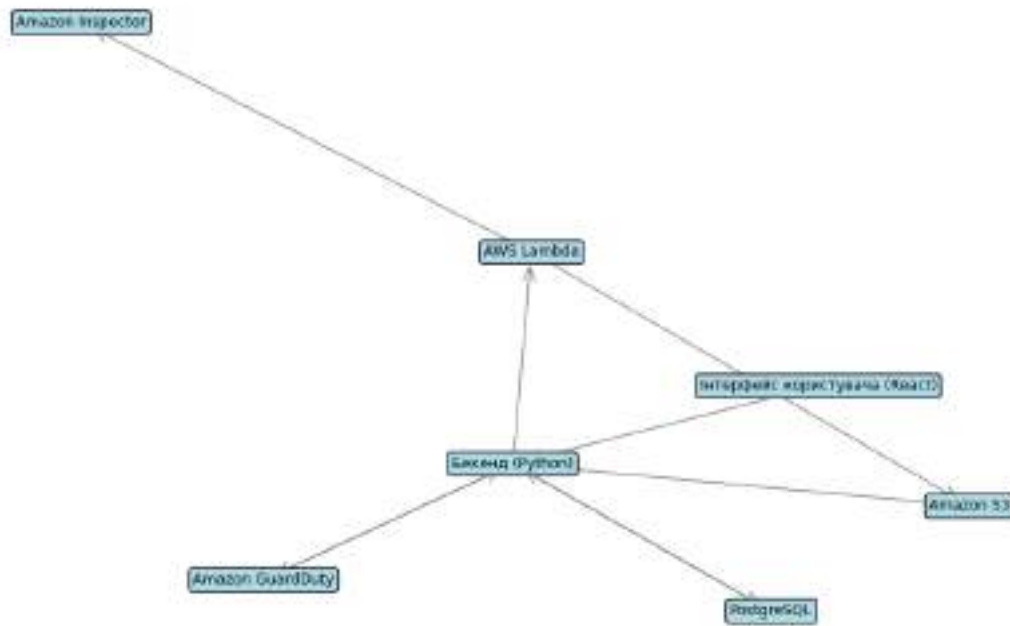 Amazon Inspector
AWS Lambda
Інтерфейс користувача (React)
Бекенд (Python)
Amazon S3
Amazon GuardDuty
PostgreSQL